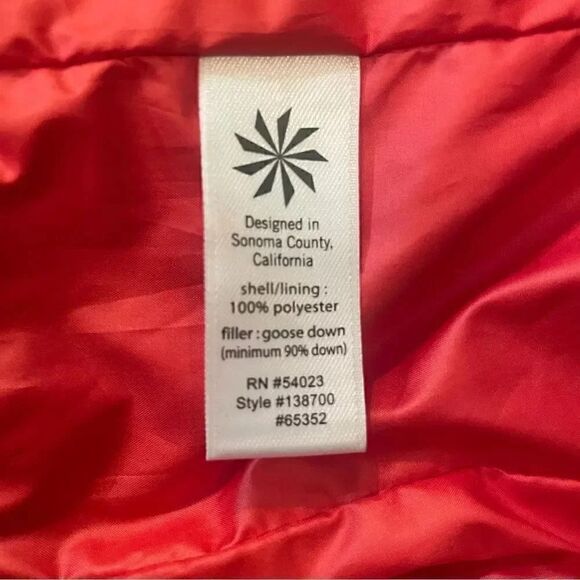 Designed in
Sonoma County,
California
shell/lining :
100% polyester
filler : goose down
(minimum 90% down)
RN #54023
Style #138700
#65352